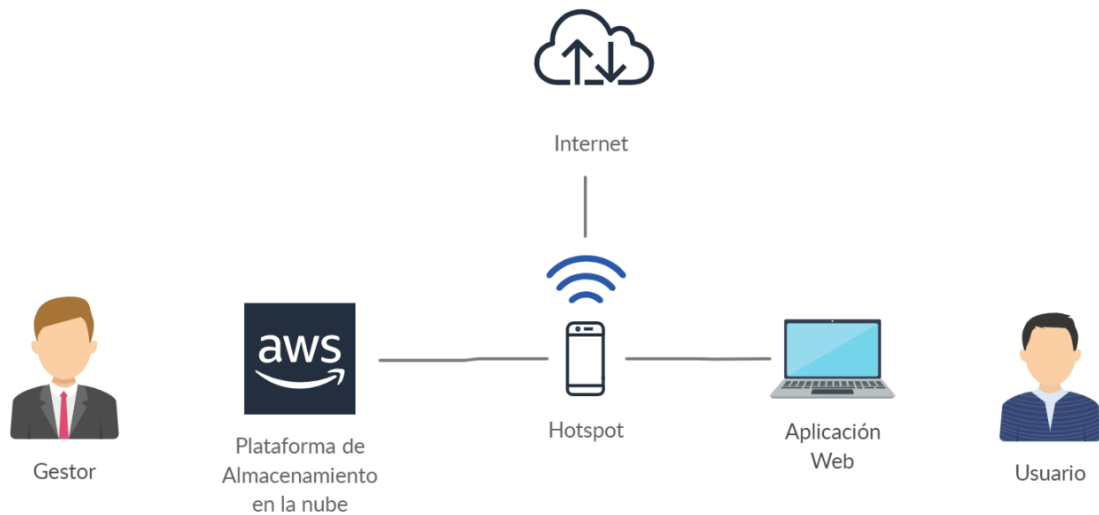 Internet
aws
Hotspot
Aplicación
Web
Gestor
Plataforma de
Almacenamiento
en la nube
Usuario